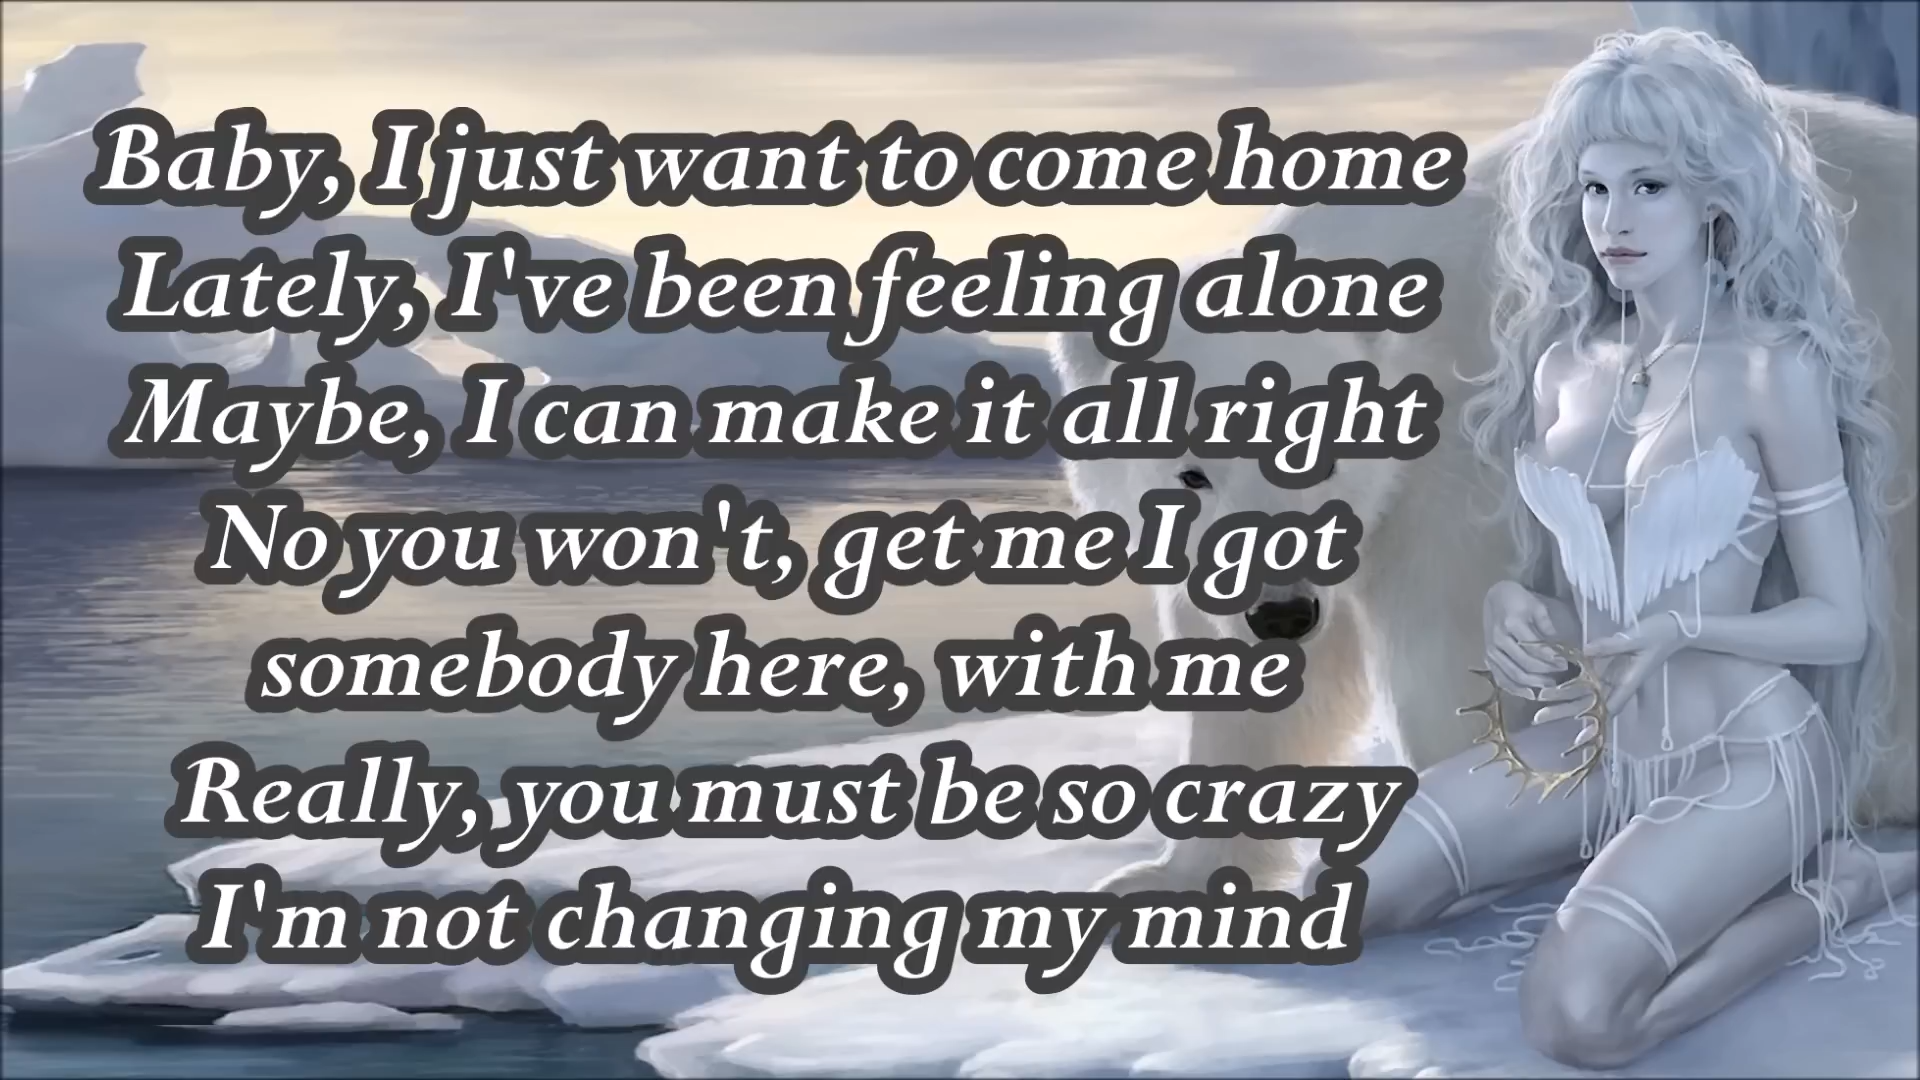 Baby, I just want to come home
Lately, I've been feeling alone
Maybe, I can make it all right
No you won't, get me I got
somebody here, with me
Really, you must be so crazy
I'm not changing my mind